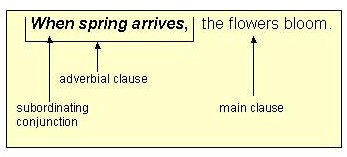 When spring arrives, the flowers bloom.
adverbial clause
subordinating main clause
conjunction